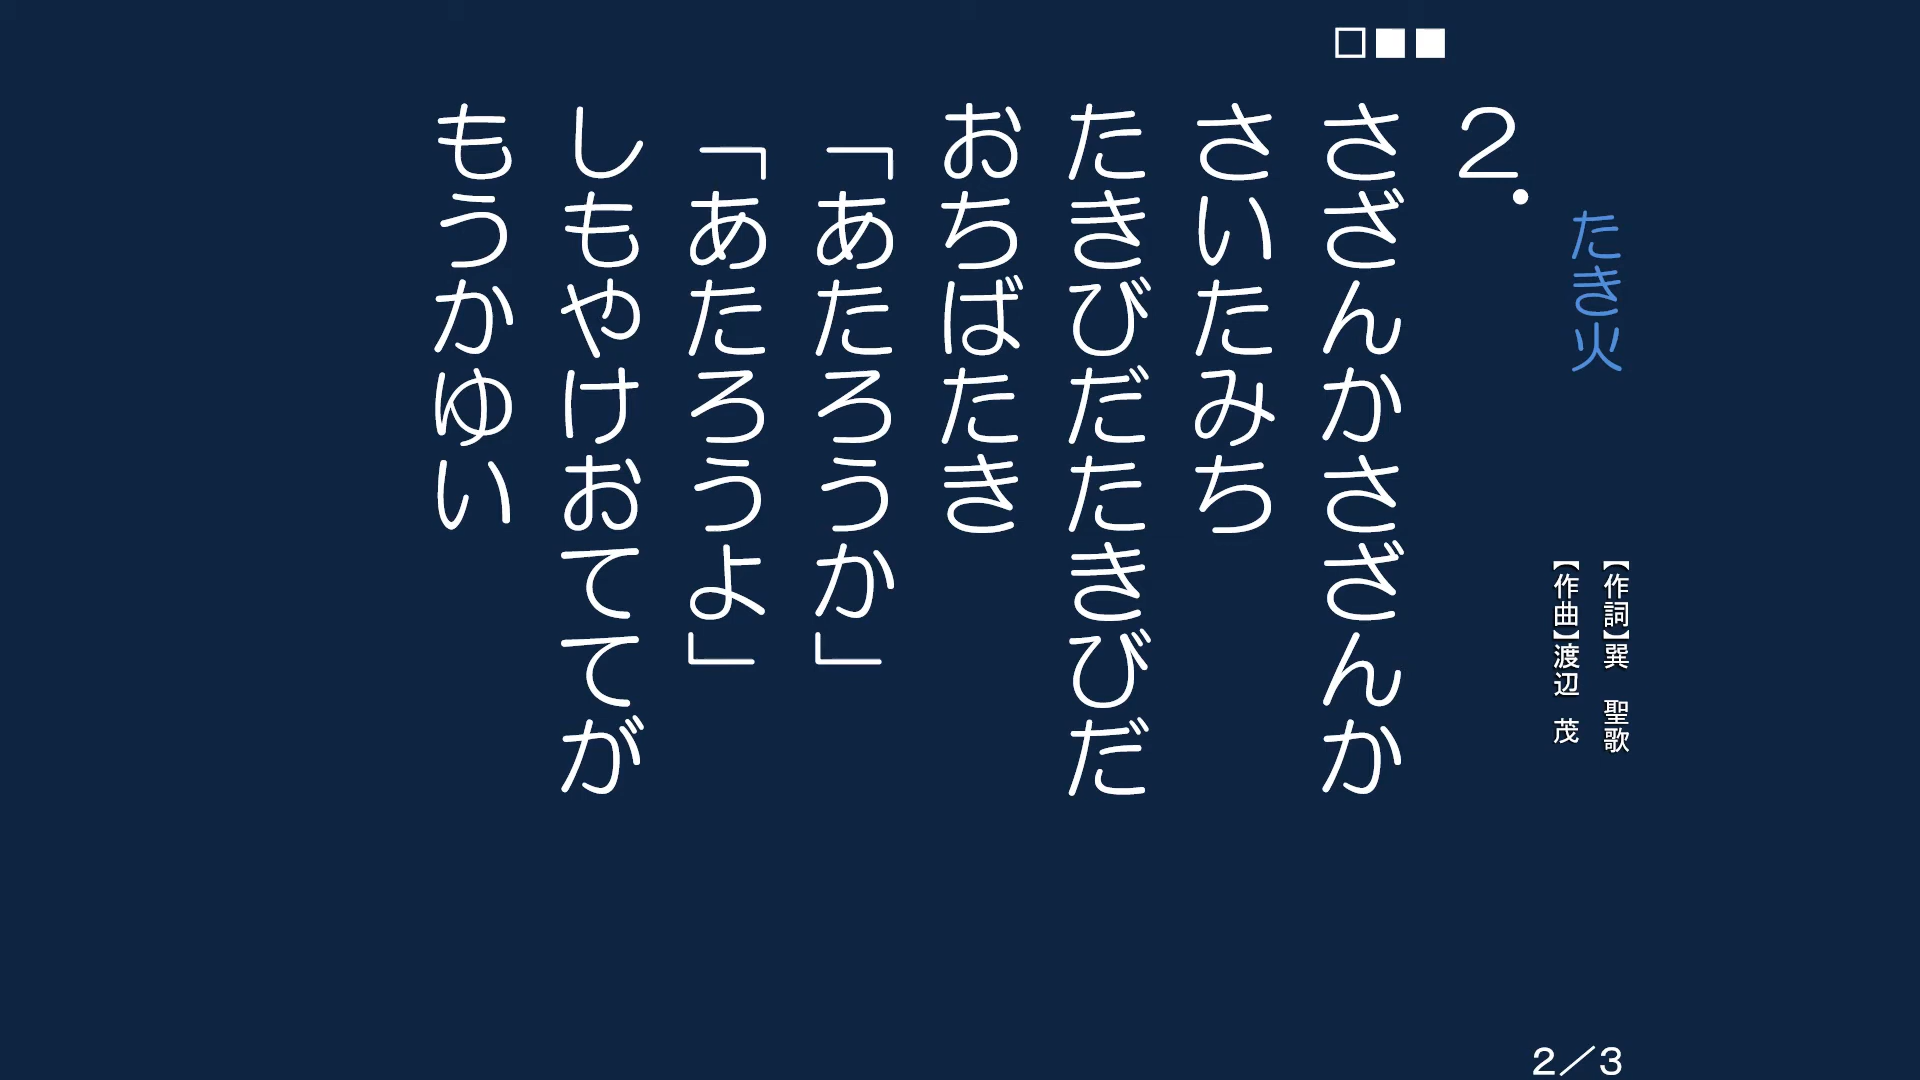 たき火
【作詞】巽　聖歌
【作曲】渡辺　茂
２．
さざんかさざんか
さいたみち
たきびだたきびだ
おちばたき
「あたろうか」
「あたろうよ」
しもやけおててが
もうかゆい
２／３